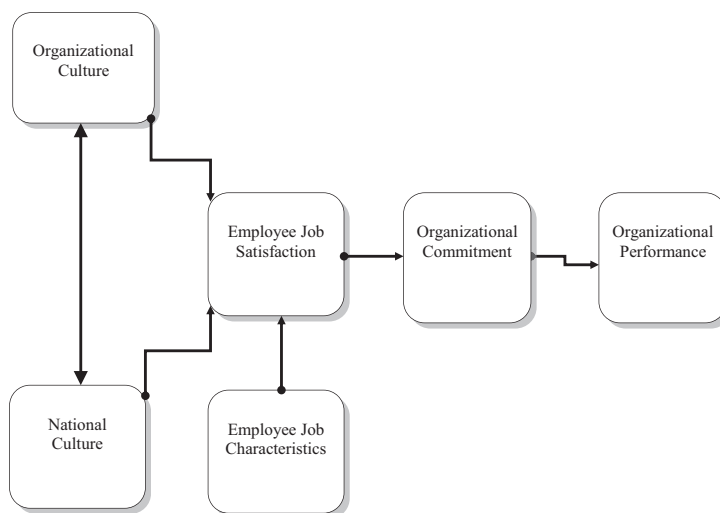 Organizational
Culture
Employee Job
Satisfaction
Organizational
Commitment
Organizational
Performance
National
Culture
Employee Job
Characteristics